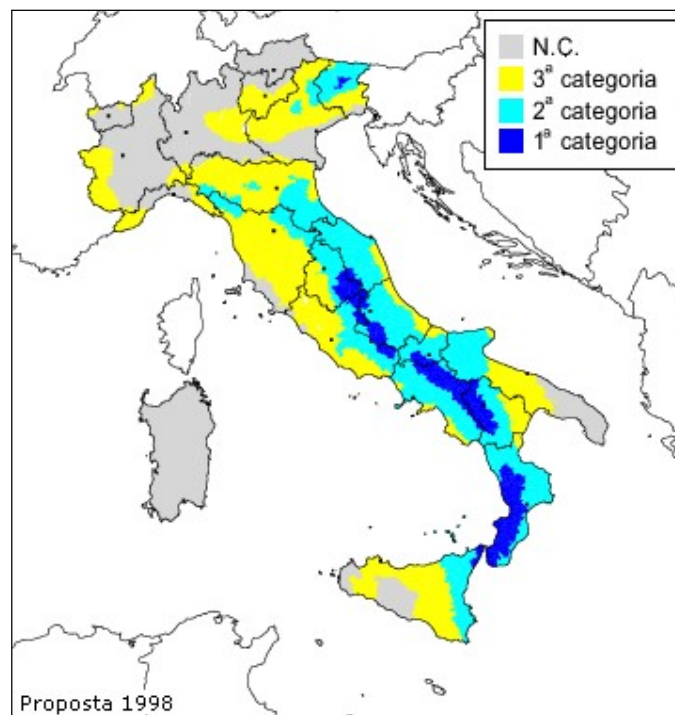 N.C.
3ª categoria
2ª categoria
1ª categoria
Proposta 1998